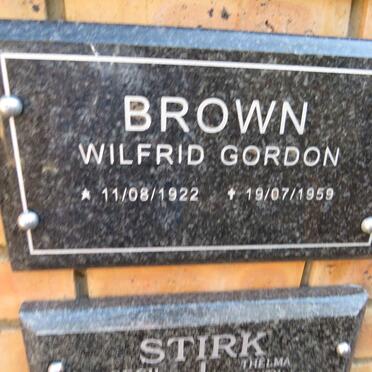 BROWN
WILFRID GORDON
* 11/08/1922 ✝ 19/07/1959
STIRK
THELMA